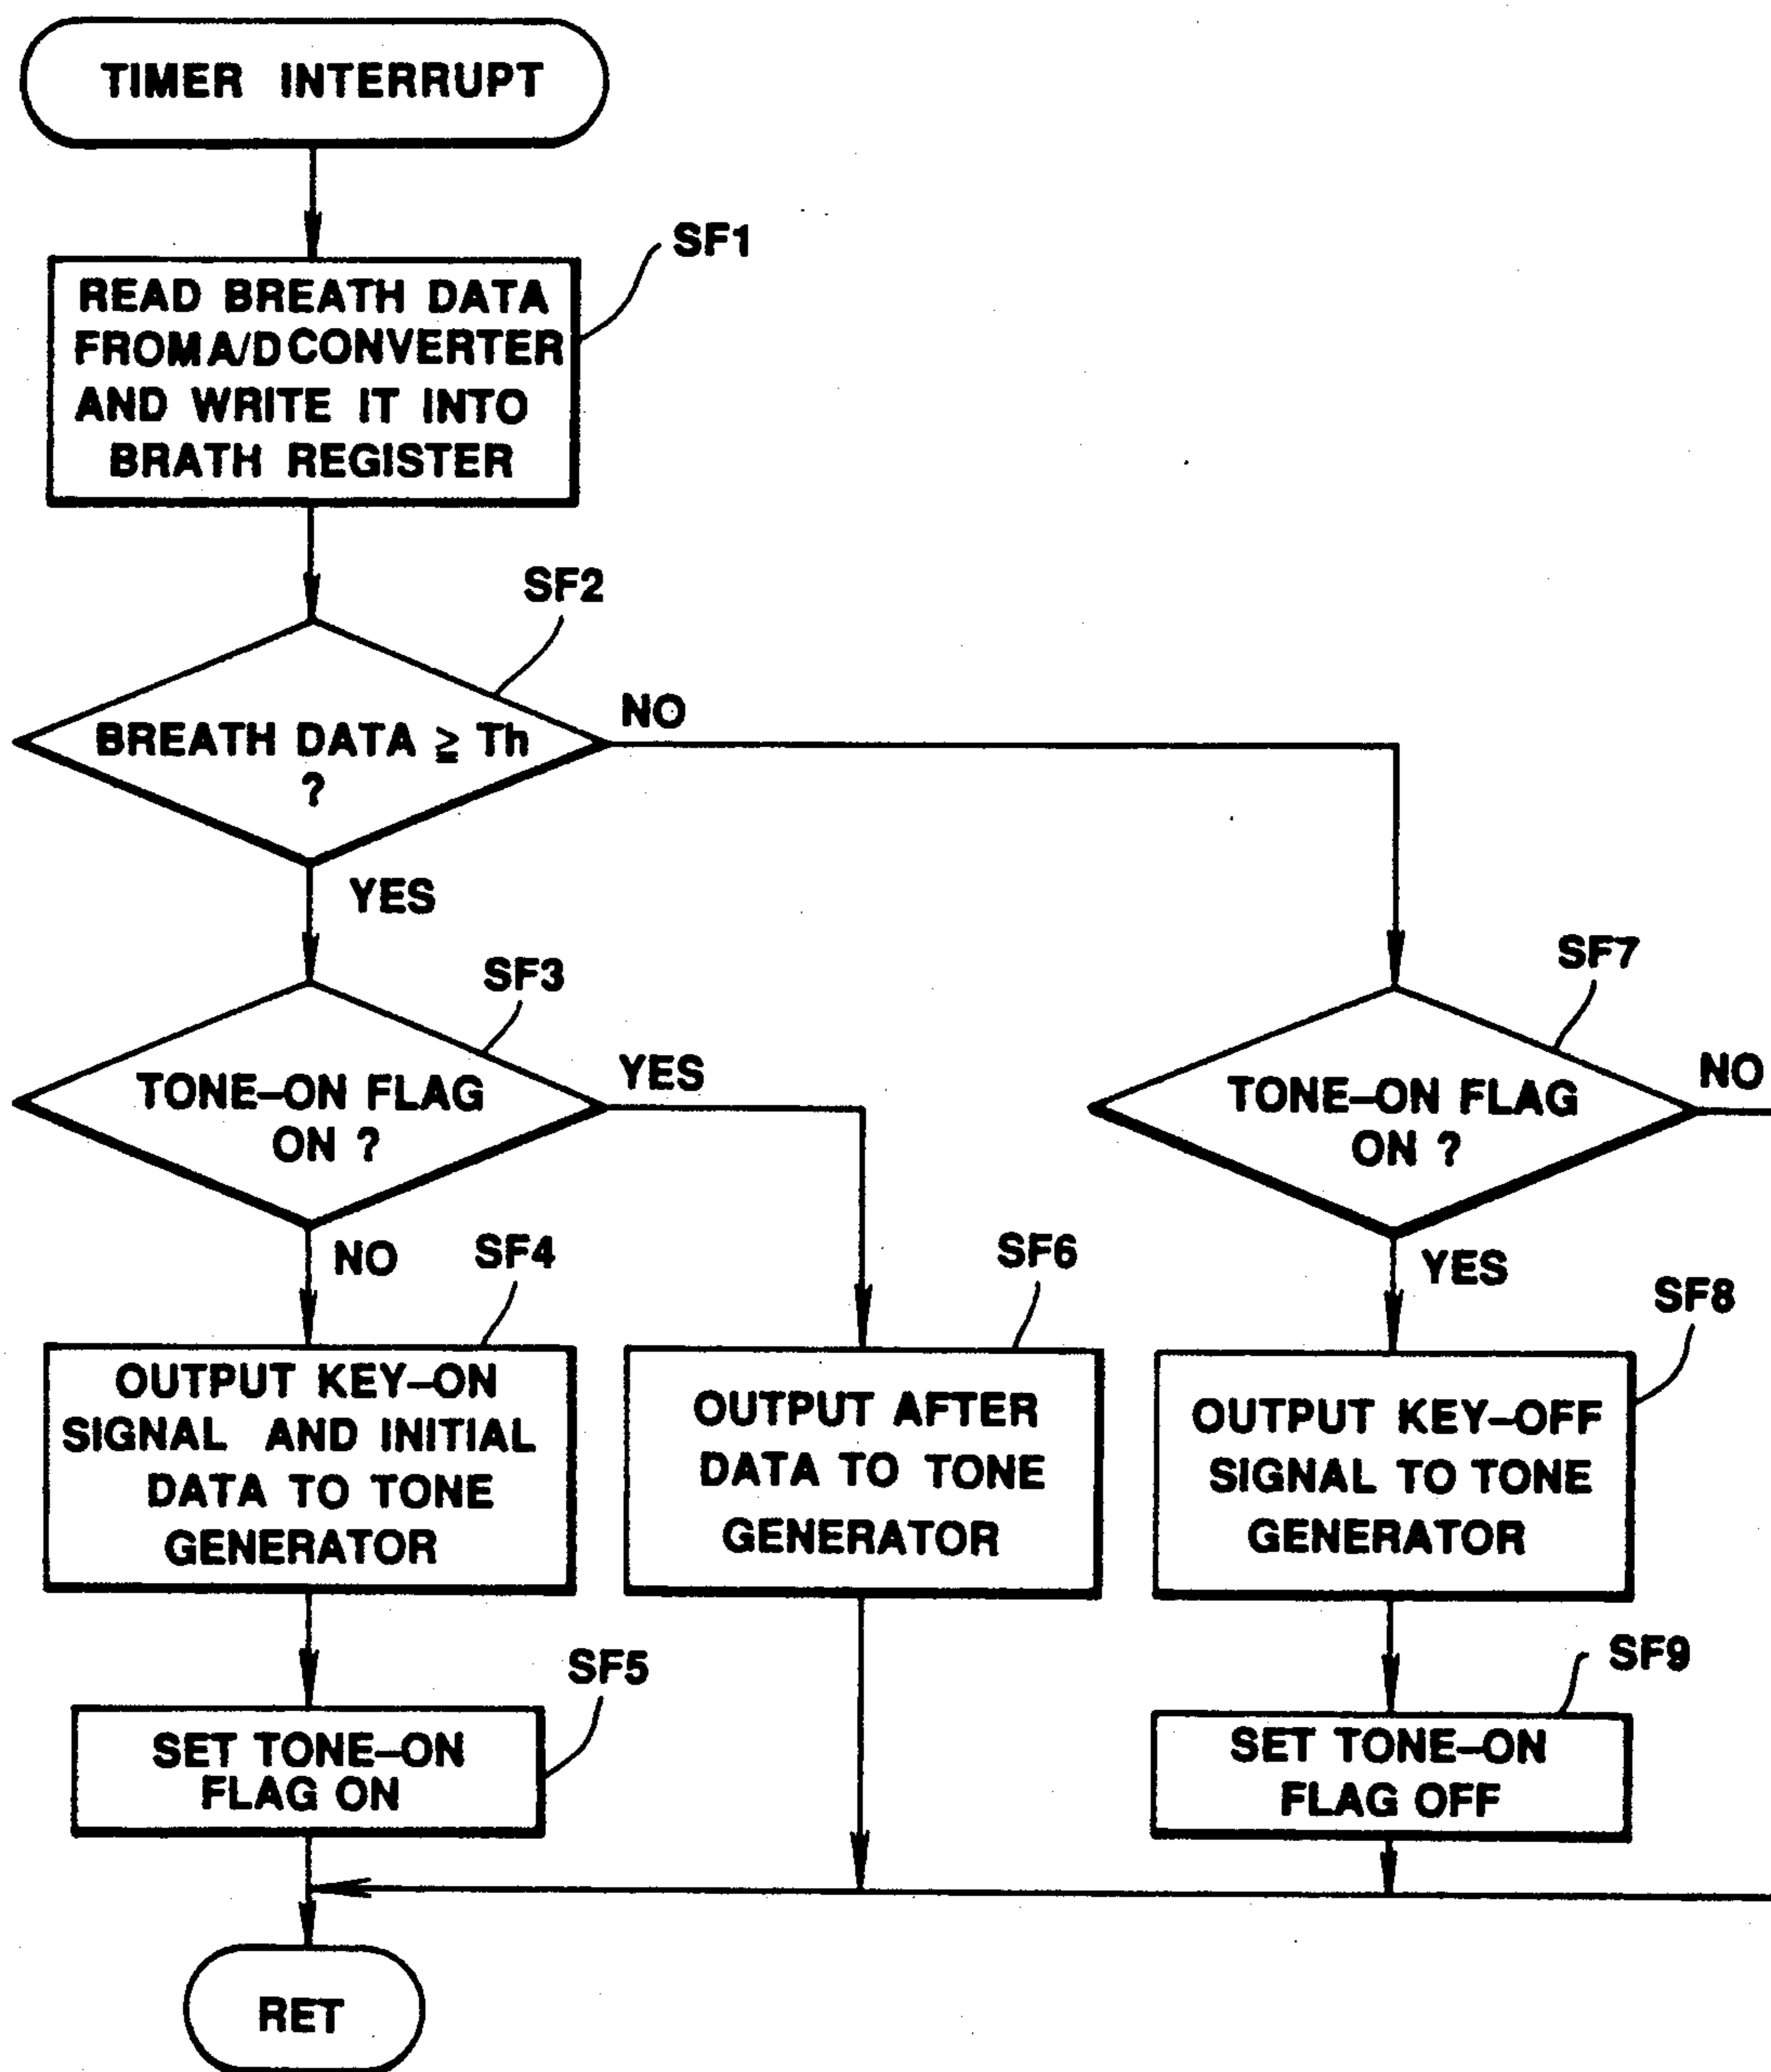 TIMER INTERRUPT
SF1
READ BREATH DATA
FROM A/D CONVERTER
AND WRITE IT INTO
BRATH REGISTER
SF2
BREATH DATA ≧ Th
?
NO
YES
SF3
TONE-ON FLAG
ON ?
YES
SF7
TONE-ON FLAG
ON ?
NO
NO
SF4
OUTPUT KEY-ON
SIGNAL AND INITIAL
DATA TO TONE
GENERATOR
SF6
OUTPUT AFTER
DATA TO TONE
GENERATOR
YES
SF8
OUTPUT KEY-OFF
SIGNAL TO TONE
GENERATOR
SF5
SET TONE-ON
FLAG ON
SF9
SET TONE-ON
FLAG OFF
RET